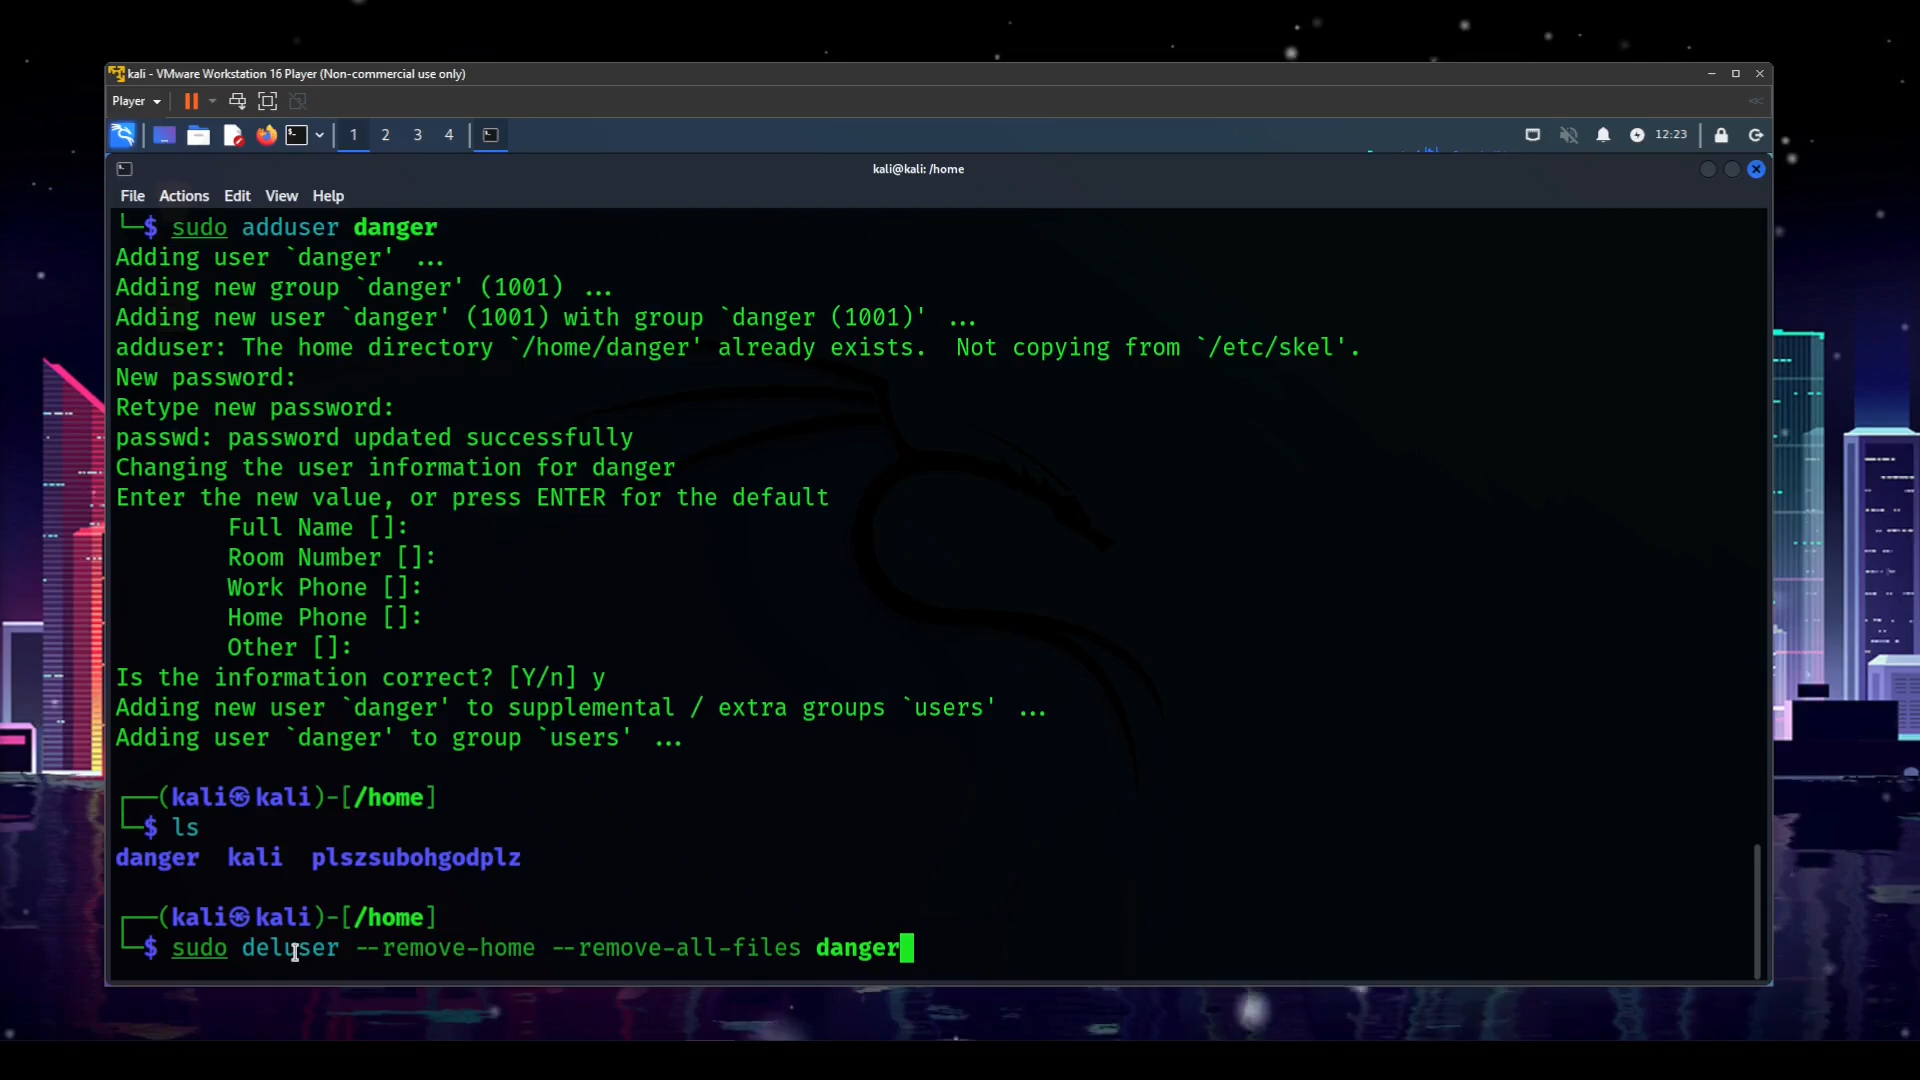 kali - VMware Workstation 16 Player (Non-commercial use only)
Player
1 2 3 4
12:23
kali@kali: /home
File Actions Edit View Help
└─$ sudo adduser danger
Adding user `danger' ...
Adding new group `danger' (1001) ...
Adding new user `danger' (1001) with group `danger (1001)' ...
adduser: The home directory `/home/danger' already exists.  Not copying from `/etc/skel'.
New password:
Retype new password:
passwd: password updated successfully
Changing the user information for danger
Enter the new value, or press ENTER for the default
Full Name []:
Room Number []:
Work Phone []:
Home Phone []:
Other []:
Is the information correct? [Y/n] y
Adding new user `danger' to supplemental / extra groups `users' ...
Adding user `danger' to group `users' ...
┌──(kali㉿kali)-[/home]
└─$ ls
danger  kali  plszsubohgodplz
┌──(kali㉿kali)-[/home]
└─$ sudo deluser --remove-home --remove-all-files danger